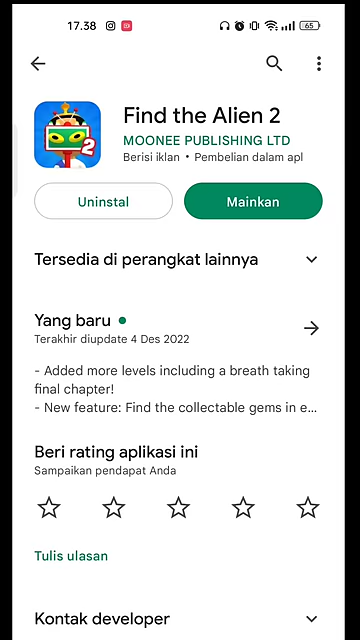 17.38
65
Find the Alien 2
MOONEE PUBLISHING LTD
Berisi iklan • Pembelian dalam apl
2
Uninstal
Mainkan
Tersedia di perangkat lainnya
Yang baru
Terakhir diupdate 4 Des 2022
- Added more levels including a breath taking
final chapter!
- New feature: Find the collectable gems in e...
Beri rating aplikasi ini
Sampaikan pendapat Anda
Tulis ulasan
Kontak developer